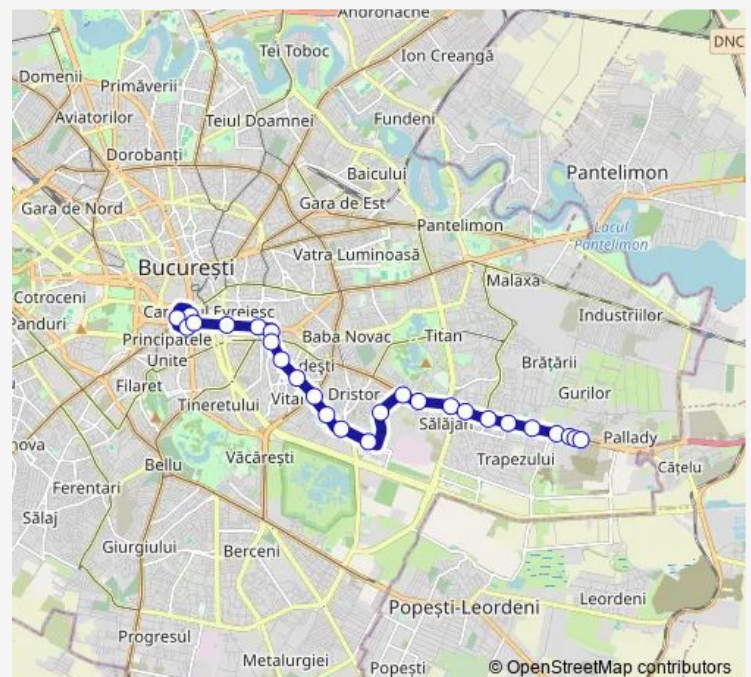 Andronache
DNC
Tei Toboc
Ion Creangă
Domenii
Primăverii
Aviatorilor
Teiul Doamnei
Fundeni
Dorobanți
Baicului
Pantelimon
Gara de Nord
Gara de Est
Pantelimon
Lacul
Pantelimon
Vatra Luminoasă
București
Malaxa
Cotroceni
Industriilor
Panduri
Principatele
Unite
Baba Novac
Titan
Brățării
Filaret
Dristor
Gurilor
Tineretului
Sălăjan
Pallady
Văcărești
Trapezului
Bellu
Cățelu
Ferentari
Sălaj
Giurgiului
Berceni
Popești-Leordeni
Leordeni
Progresul
Metalurgiei
Popești
© OpenStreetMap contributors